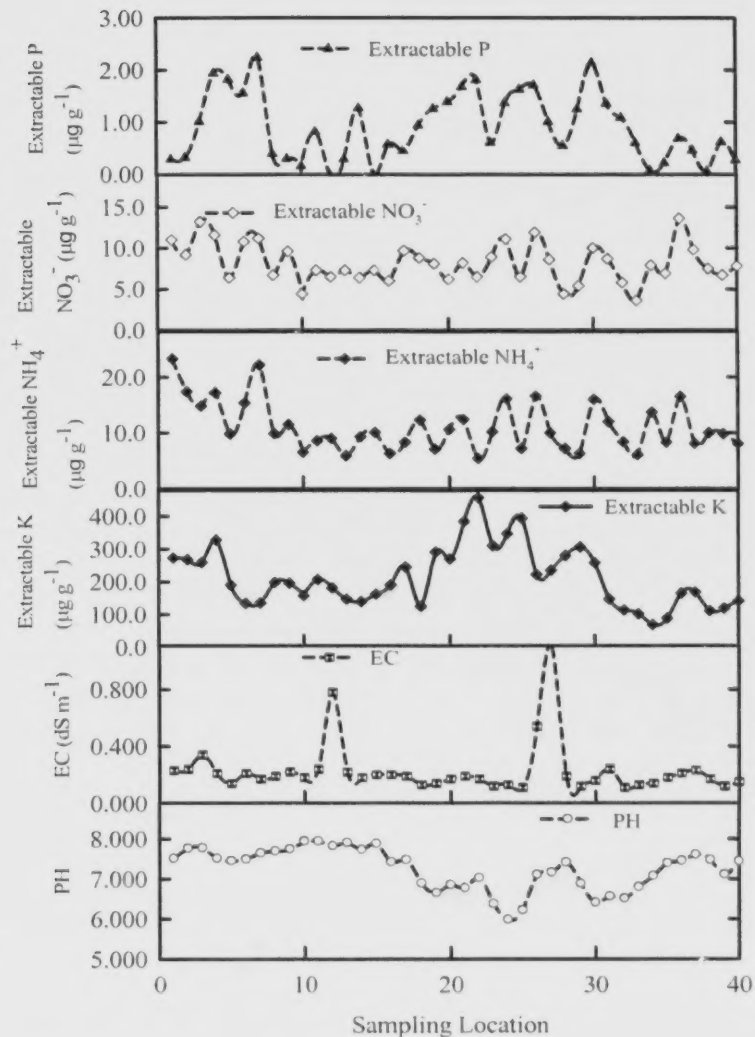 3.00
2.00
1.00
0.00
Extractable P
(µg g-1)
Extractable P
15.0
10.0
5.0
0.0
Extractable
NO3- (µg g-1)
Extractable NO3-
20.0
10.0
0.0
Extractable NH4+
(µg g-1)
Extractable NH4+
400.0
300.0
200.0
100.0
0.0
Extractable K
(µg g-1)
Extractable K
0.800
0.400
0.000
EC (dS m-1)
EC
8.000
7.000
6.000
5.000
PH
PH
0 10 20 30 40
Sampling Location